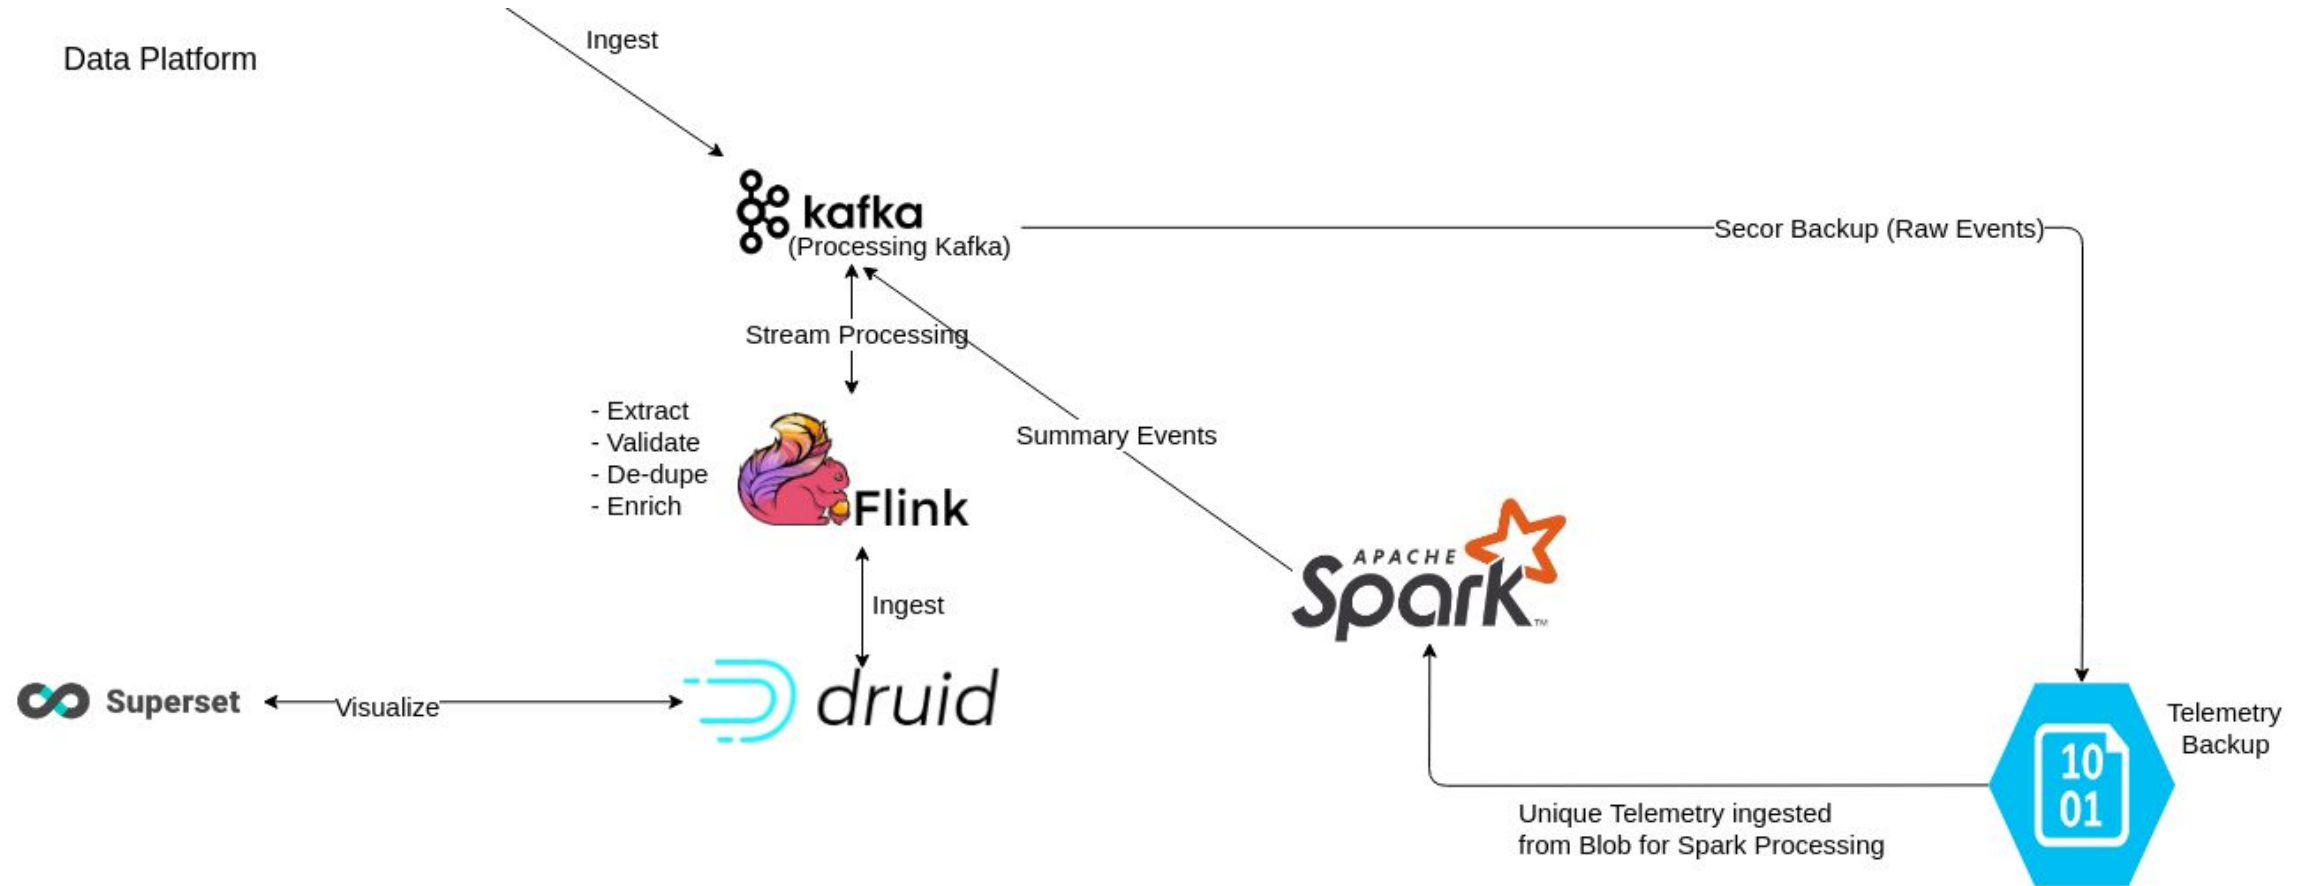 Data Platform
Ingest
kafka
(Processing Kafka)
Secor Backup (Raw Events)
Stream Processing
- Extract
- Validate
- De-dupe
- Enrich
Flink
Summary Events
APACHE
Spark™
Ingest
Superset
Visualize
druid
Telemetry
Backup
10
01
Unique Telemetry ingested
from Blob for Spark Processing